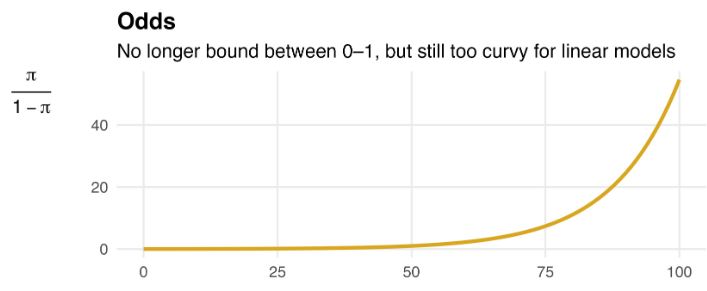 Odds
No longer bound between 0–1, but still too curvy for linear models
π
1 − π
40
20
0
0 25 50 75 100